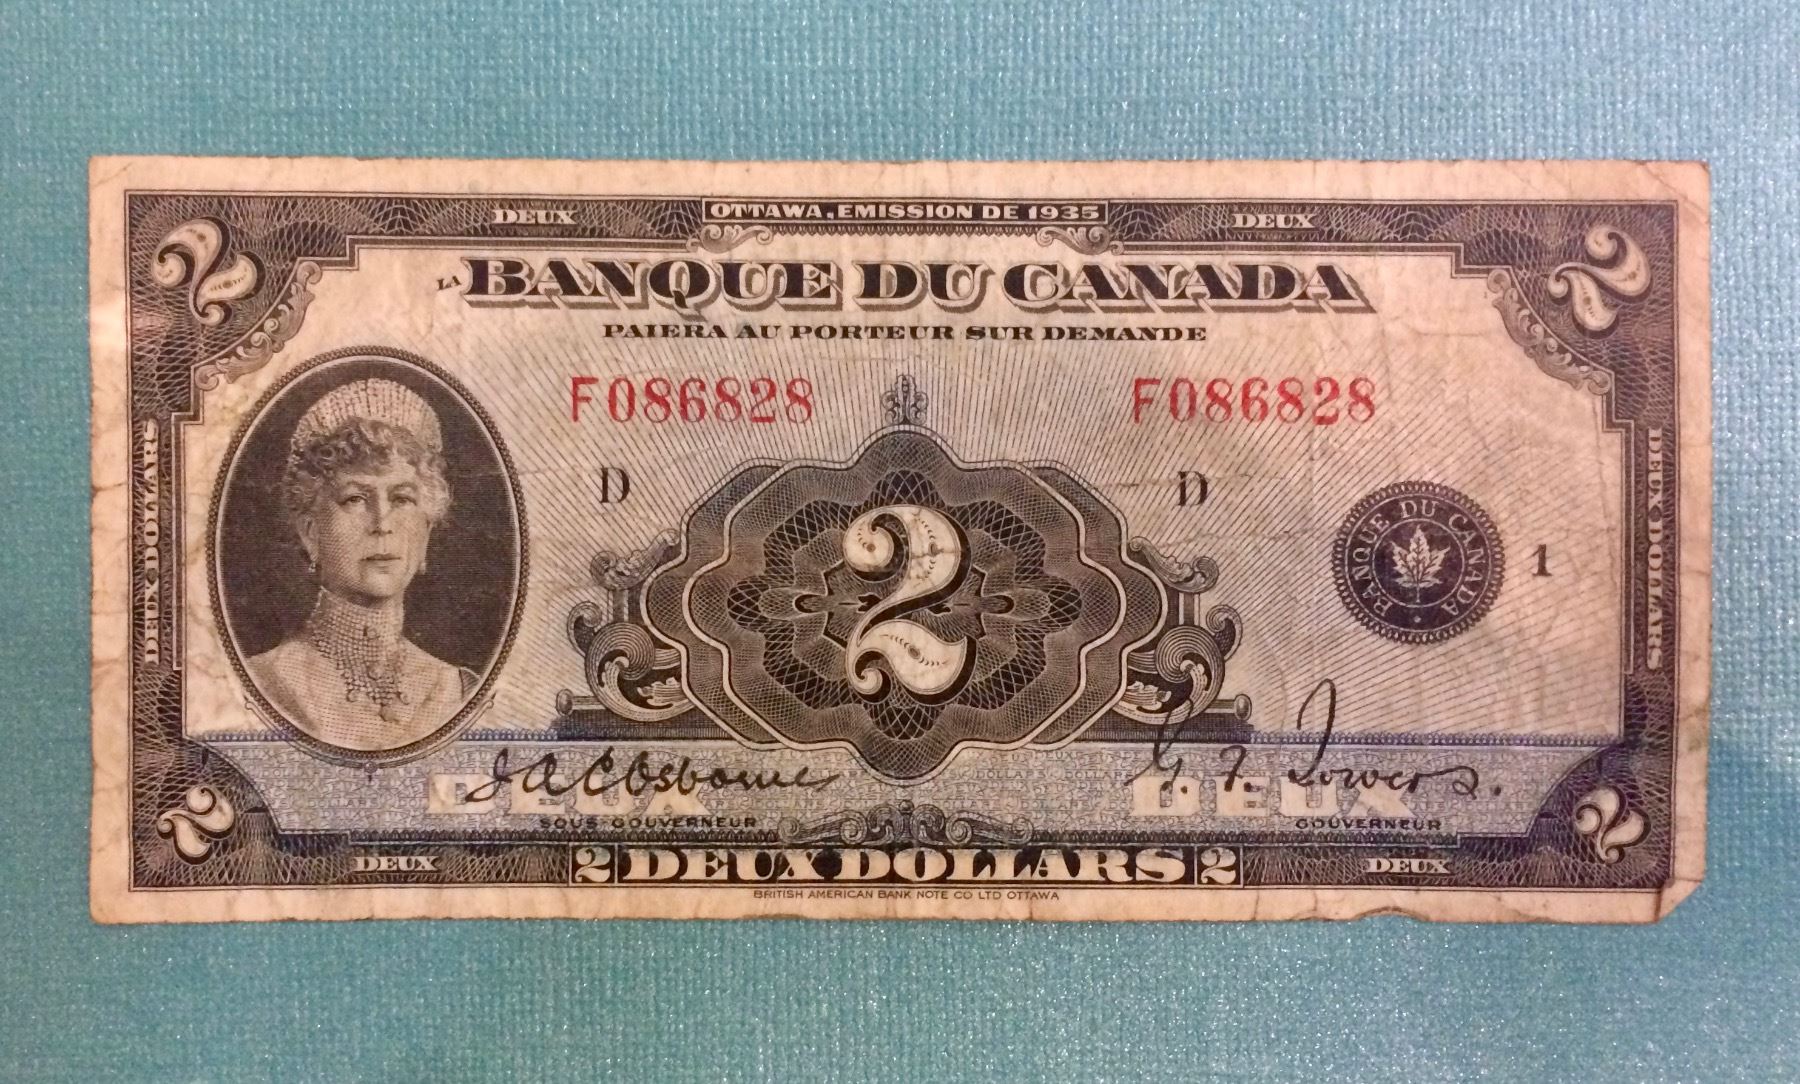 OTTAWA, EMISSION DE 1935
DEUX DEUX
2 2
LA BANQUE DU CANADA
PAIERA AU PORTEUR SUR DEMANDE
F086828 F086828
D D
DEUX DOLLARS
DEUX DOLLARS
2
BANQUE DU CANADA
1
DEUX DEUX
J A C Osborne G. F. Towers.
SOUS-GOUVERNEUR GOUVERNEUR
2 2
DEUX 2 DEUX DOLLARS 2 DEUX
BRITISH AMERICAN BANK NOTE CO LTD OTTAWA